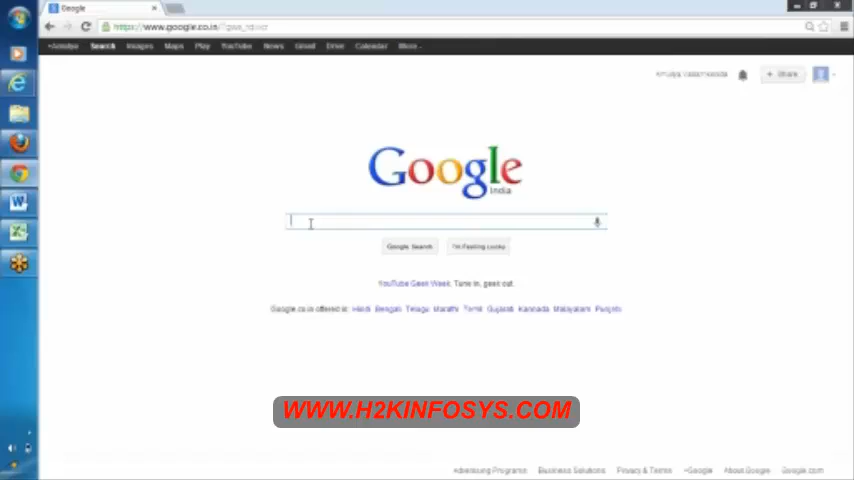 Google
https://www.google.co.in/?gws_rd=cr
Search Images Maps Play YouTube News Gmail Drive Calendar More
+ Share
Google
India
Google Search I'm Feeling Lucky
YouTube Geek Week. Tune in, geek out.
Google.co.in offered in: Hindi Bengali Telugu Marathi Tamil Gujarati Kannada Malayalam Punjabi
WWW.H2KINFOSYS.COM
Advertising Programs Business Solutions Privacy & Terms +Google About Google Google.com